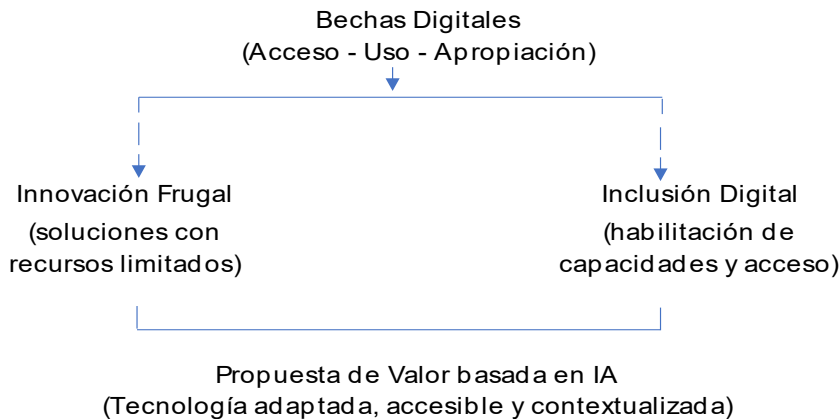 Bechas Digitales
(Acceso - Uso - Apropiación)
Innovación Frugal
(soluciones con
recursos limitados)
Inclusión Digital
(habilitación de
capacidades y acceso)
Propuesta de Valor basada en IA
(Tecnología adaptada, accesible y contextualizada)